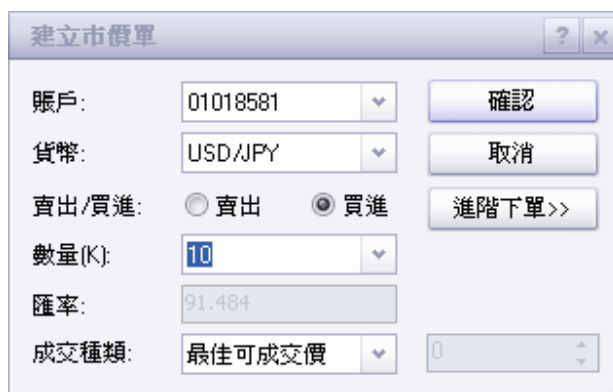 建立市價單 ? ×
賬戶: 01018581 確認
貨幣: USD/JPY 取消
賣出/買進: 賣出 買進 進階下單>>
數量(K): 10
匯率: 91.484
成交種類: 最佳可成交價 0